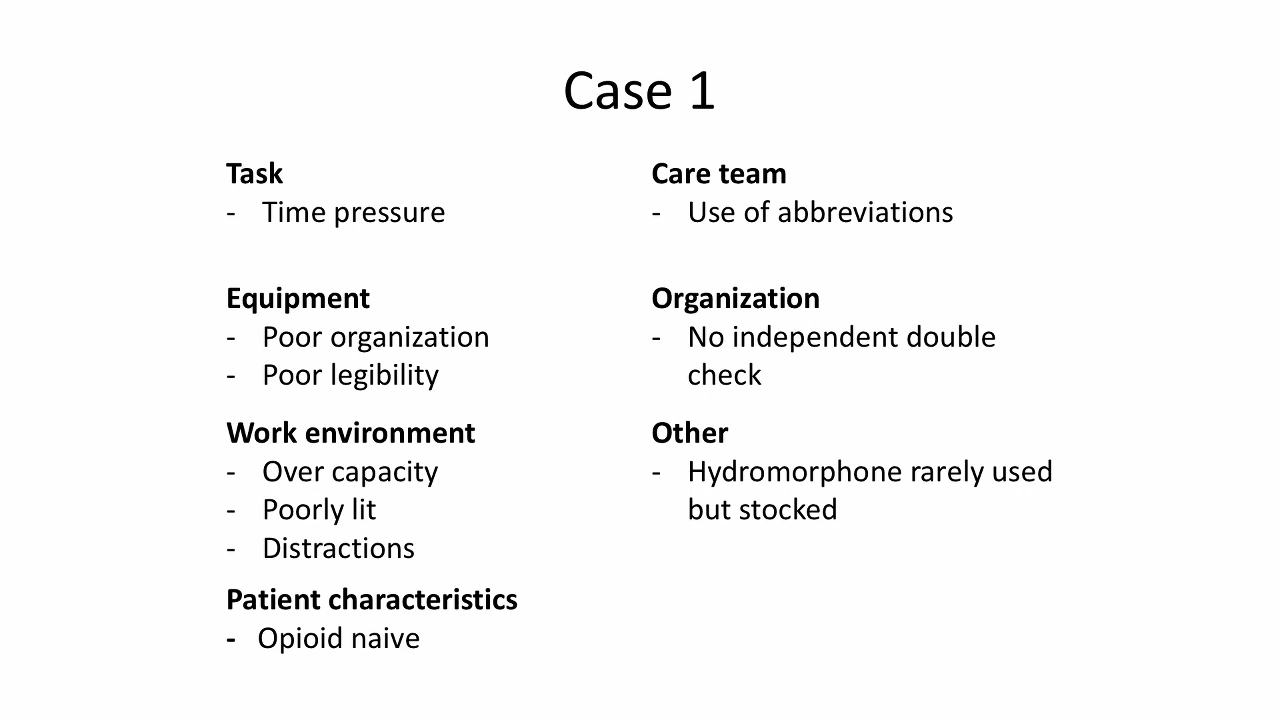 Case 1
Task
- Time pressure
Equipment
- Poor organization
- Poor legibility
Work environment
- Over capacity
- Poorly lit
- Distractions
Patient characteristics
- Opioid naive
Care team
- Use of abbreviations
Organization
- No independent double
check
Other
- Hydromorphone rarely used
but stocked